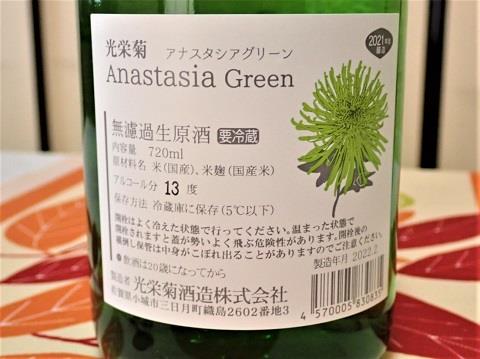 光栄菊 アナスタシアグリーン
Anastasia Green
2021年度
醸造
無濾過生原酒 要冷蔵
内容量 720ml
原材料名 米(国産)、米麹(国産米)
アルコール分 13 度
保存方法 冷蔵庫に保存(5℃以下)
開栓はよく冷えた状態で行ってください。温まった状態で
開栓されますと蓋が勢いよく飛ぶ危険性があります。開栓後の
横倒し保管は中身がこぼれ出ることがありますのでご注意ください。
●飲酒は20歳になってから
製造年月 2022.2
製造者 光栄菊酒造株式会社
佐賀県小城市三日月町織島2602番地3
4 570005 830835